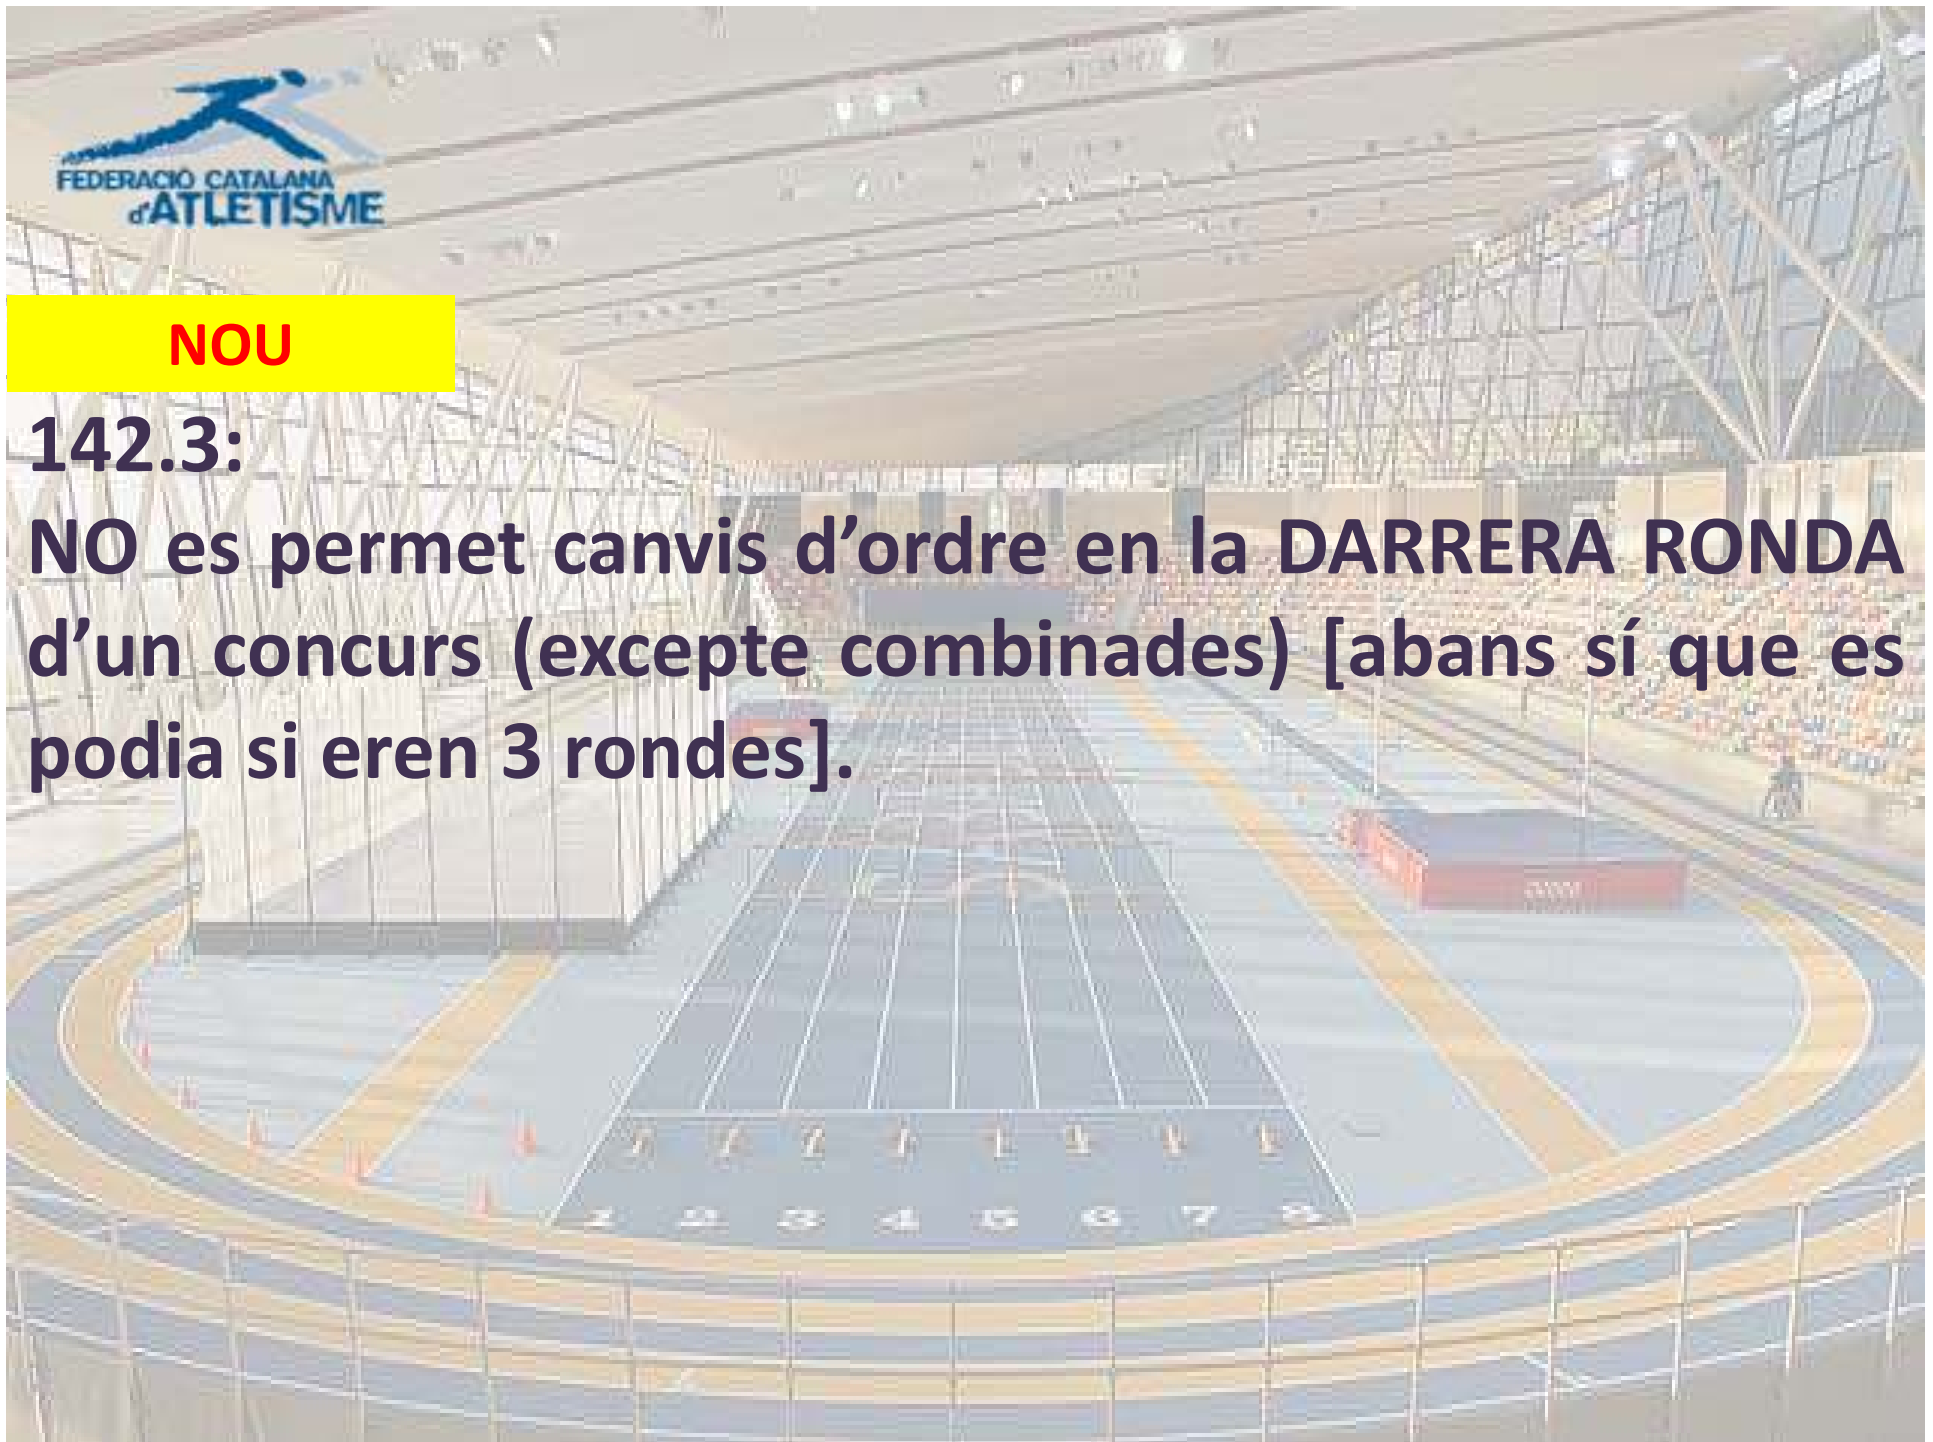 FEDERACIÓ CATALANA
d'ATLETISME
NOU
142.3:
NO es permet canvis d’ordre en la DARRERA RONDA
d’un concurs (excepte combinades) [abans sí que es
podia si eren 3 rondes].
1 2 3 4 5 6 7 8